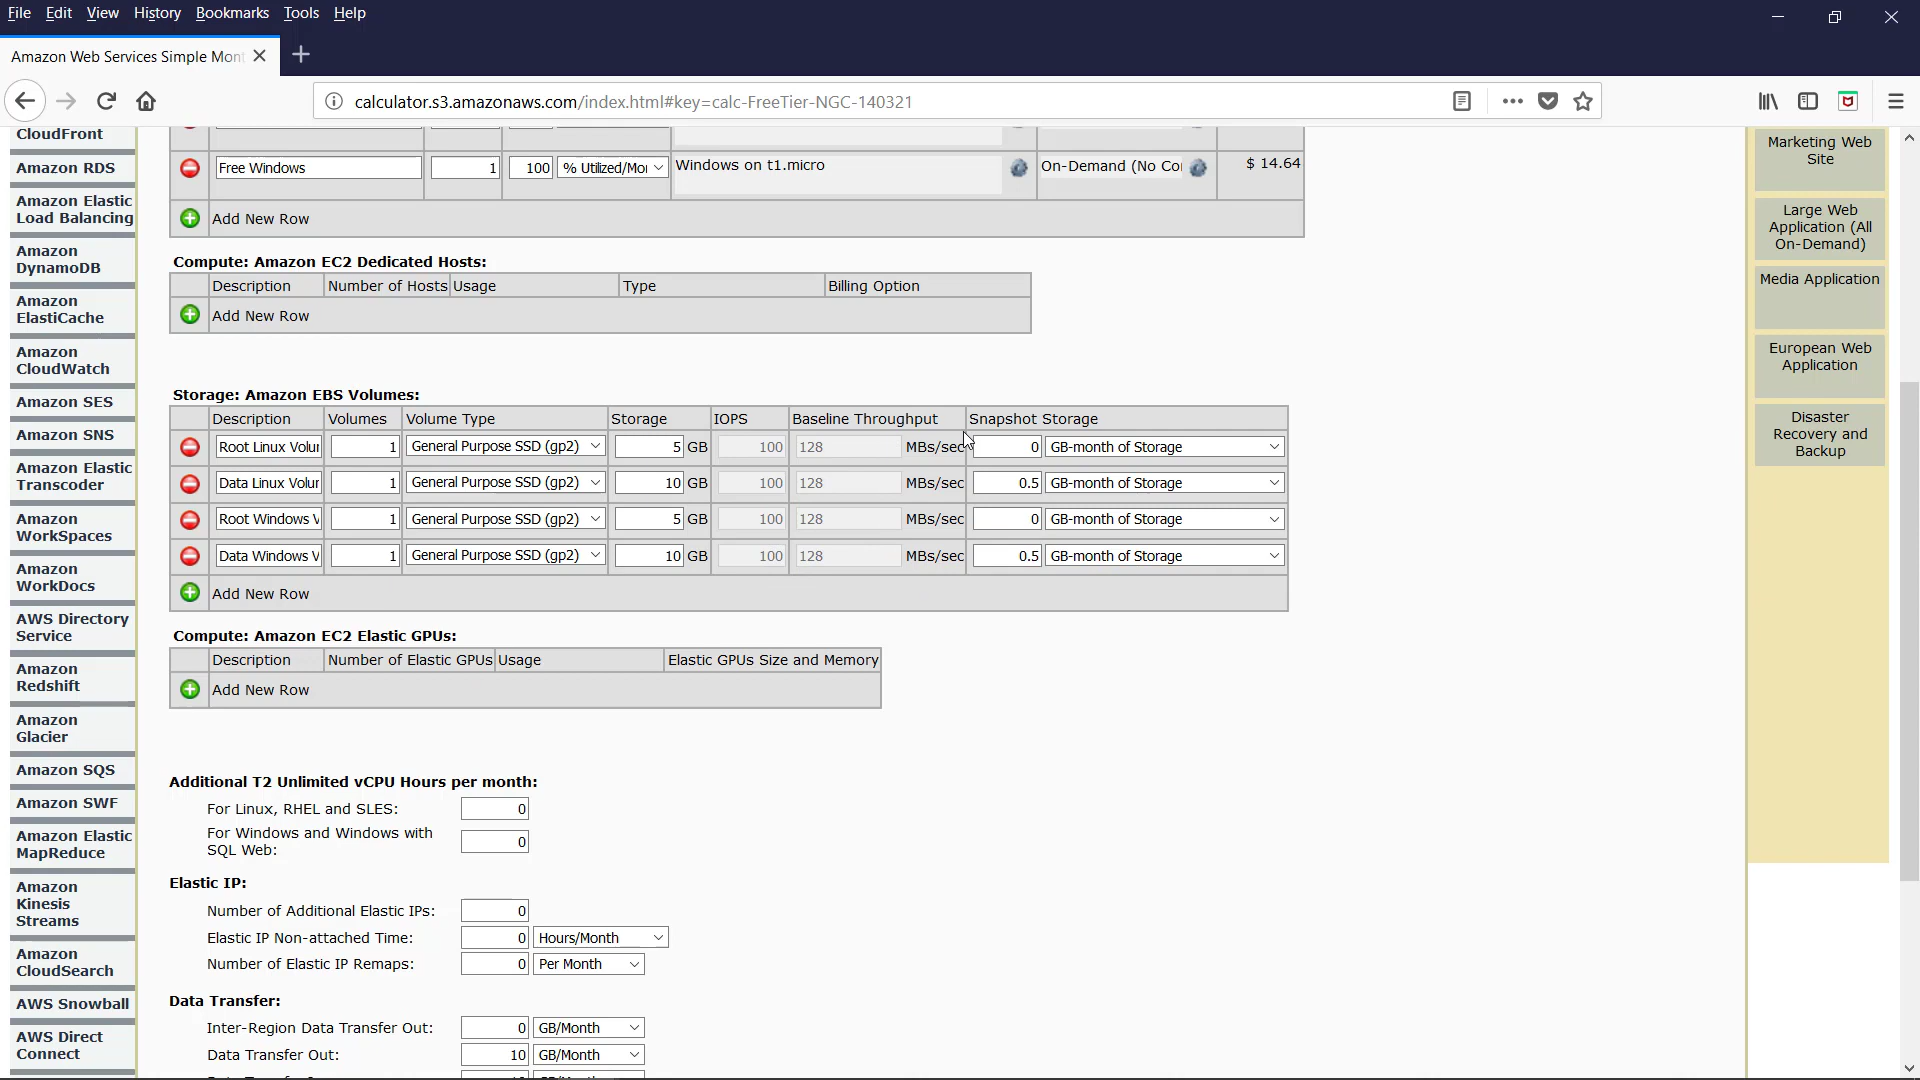 File Edit View History Bookmarks Tools Help
Amazon Web Services Simple Mont
calculator.s3.amazonaws.com/index.html#key=calc-FreeTier-NGC-140321
CloudFront
Amazon RDS
Amazon Elastic
Load Balancing
Amazon
DynamoDB
Amazon
ElastiCache
Amazon
CloudWatch
Amazon SES
Amazon SNS
Amazon Elastic
Transcoder
Amazon
WorkSpaces
Amazon
WorkDocs
AWS Directory
Service
Amazon
Redshift
Amazon
Glacier
Amazon SQS
Amazon SWF
Amazon Elastic
MapReduce
Amazon
Kinesis
Streams
Amazon
CloudSearch
AWS Snowball
AWS Direct
Connect
Free Windows 1 100 % Utilized/Mo Windows on t1.micro On-Demand (No Co $ 14.64
Add New Row
Compute: Amazon EC2 Dedicated Hosts:
Description Number of Hosts Usage Type Billing Option
Add New Row
Storage: Amazon EBS Volumes:
Description Volumes Volume Type Storage IOPS Baseline Throughput Snapshot Storage
Root Linux Volu 1 General Purpose SSD (gp2) 5 GB 100 128 MBs/sec 0 GB-month of Storage
Data Linux Volu 1 General Purpose SSD (gp2) 10 GB 100 128 MBs/sec 0.5 GB-month of Storage
Root Windows V 1 General Purpose SSD (gp2) 5 GB 100 128 MBs/sec 0 GB-month of Storage
Data Windows V 1 General Purpose SSD (gp2) 10 GB 100 128 MBs/sec 0.5 GB-month of Storage
Add New Row
Compute: Amazon EC2 Elastic GPUs:
Description Number of Elastic GPUs Usage Elastic GPUs Size and Memory
Add New Row
Additional T2 Unlimited vCPU Hours per month:
For Linux, RHEL and SLES: 0
For Windows and Windows with
SQL Web: 0
Elastic IP:
Number of Additional Elastic IPs: 0
Elastic IP Non-attached Time: 0 Hours/Month
Number of Elastic IP Remaps: 0 Per Month
Data Transfer:
Inter-Region Data Transfer Out: 0 GB/Month
Data Transfer Out: 10 GB/Month
Marketing Web
Site
Large Web
Application (All
On-Demand)
Media Application
European Web
Application
Disaster
Recovery and
Backup